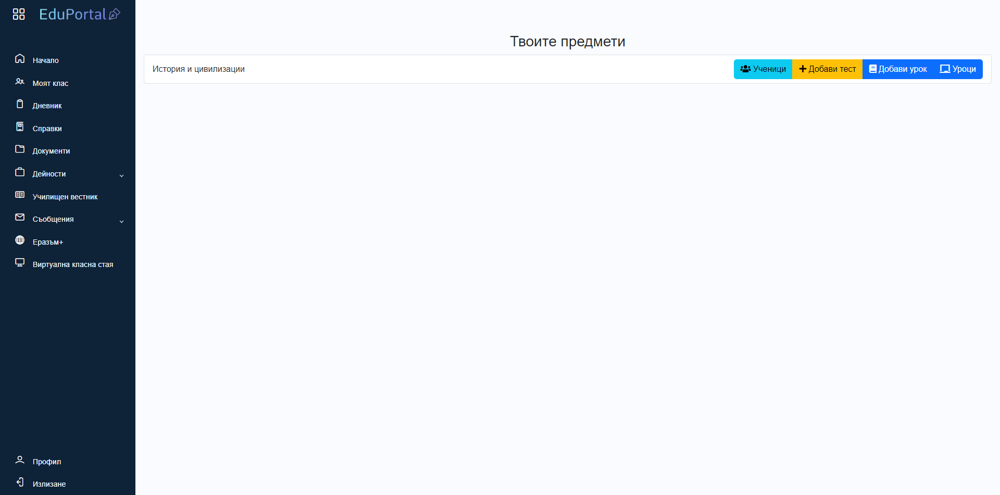 EduPortal
Начало
Моят клас
Дневник
Справки
Документи
Дейности
Училищен вестник
Съобщения
Еразъм+
Виртуална класна стая
Профил
Излизане
Твоите предмети
История и цивилизации
Ученици
Добави тест
Добави урок
Уроци